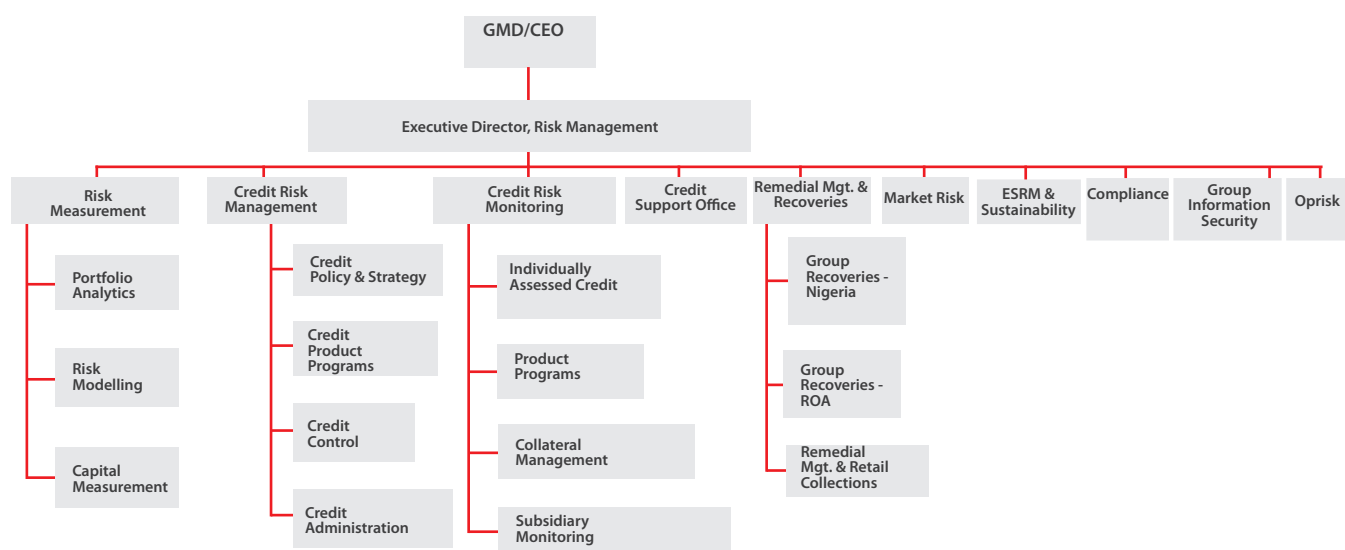 GMD/CEO
Executive Director, Risk Management
Risk
Measurement
Credit Risk
Management
Credit Risk
Monitoring
Credit
Support Office
Remedial Mgt. &
Recoveries
Market Risk
ESRM &
Sustainability
Compliance
Group
Information
Security
Oprisk
Portfolio
Analytics
Risk
Modelling
Capital
Measurement
Credit
Policy & Strategy
Credit
Product
Programs
Credit
Control
Credit
Administration
Individually
Assessed Credit
Product
Programs
Collateral
Management
Subsidiary
Monitoring
Group
Recoveries -
Nigeria
Group
Recoveries -
ROA
Remedial
Mgt. & Retail
Collections